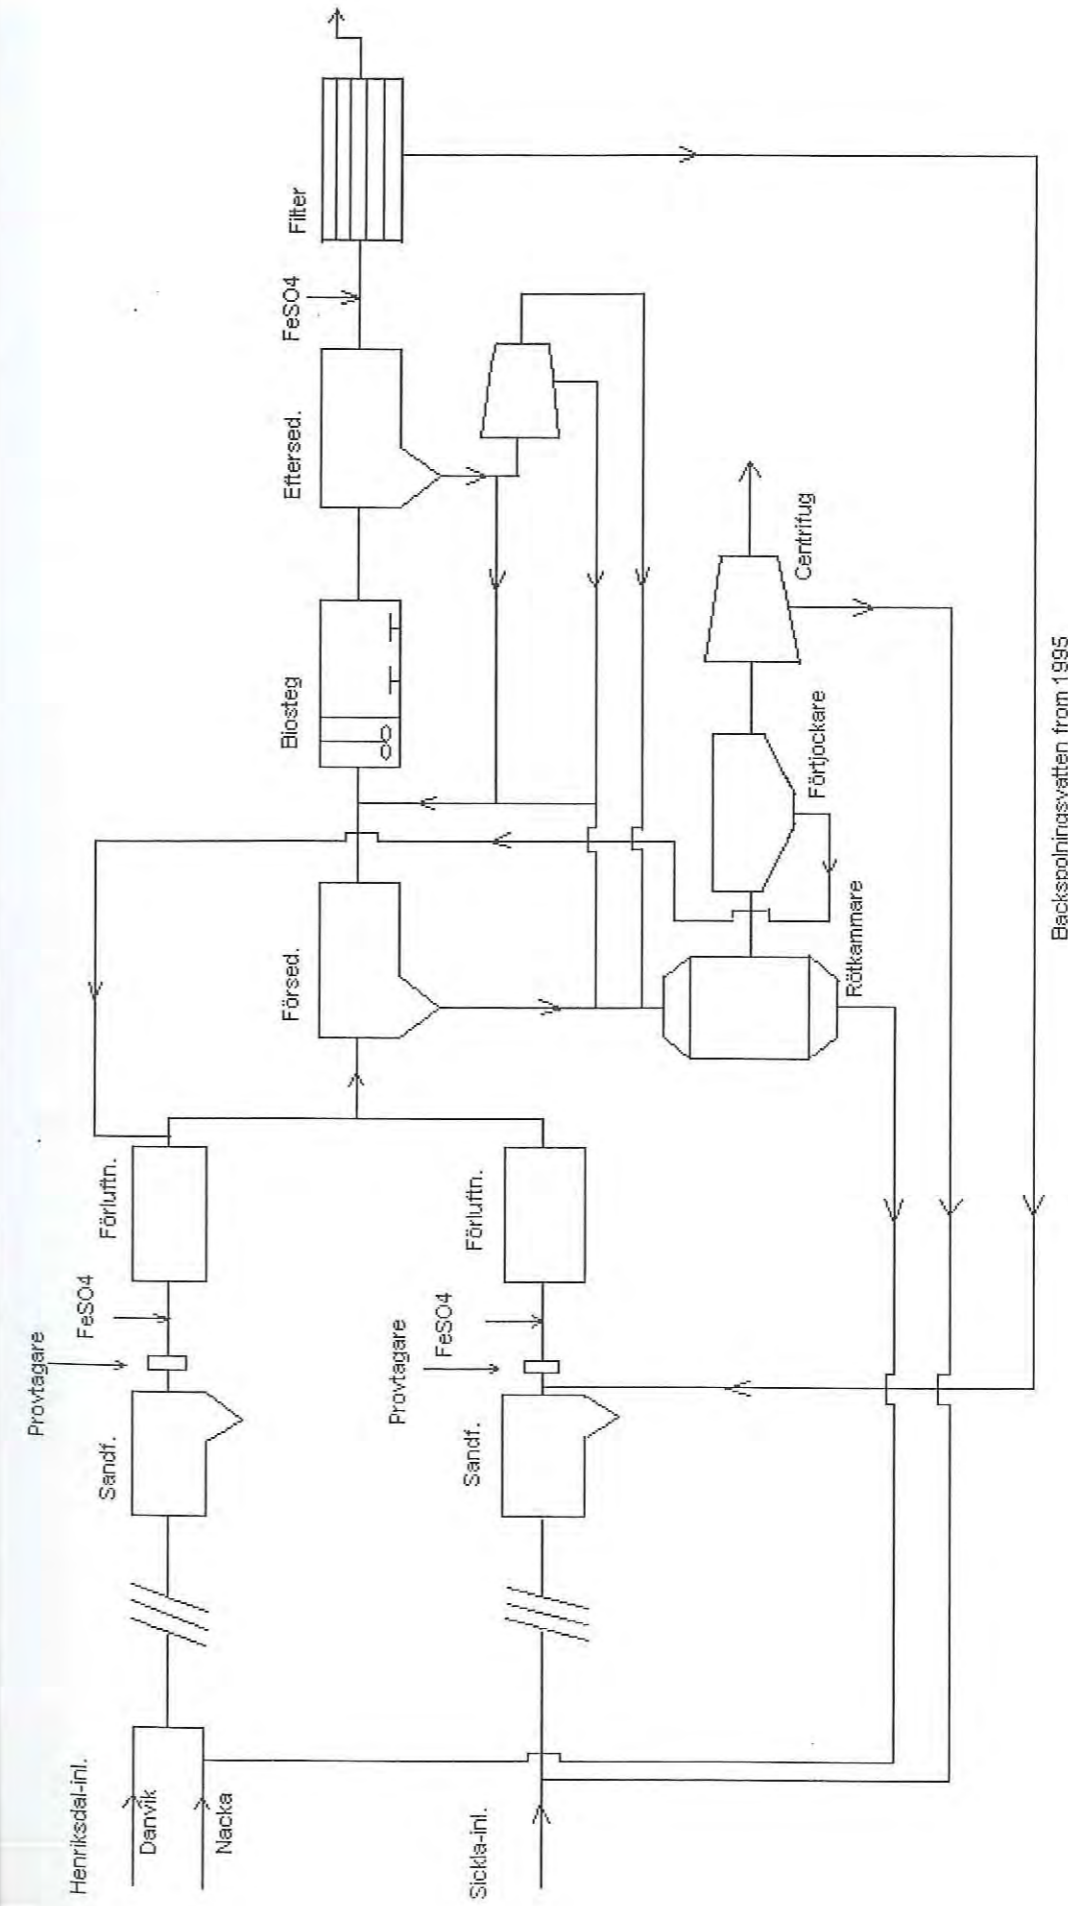 Henriksdal-inl.
Danvik
Nacka
Sickla-inl.
Sandf.
Provtagare
FeSO4
Förluftn.
Sandf.
Provtagare
FeSO4
Förluftn.
Försed.
Biosteg
Eftersed.
FeSO4
Filter
Rötkammare
Förtjockare
Centrifug
Backspolningsvatten from 1995